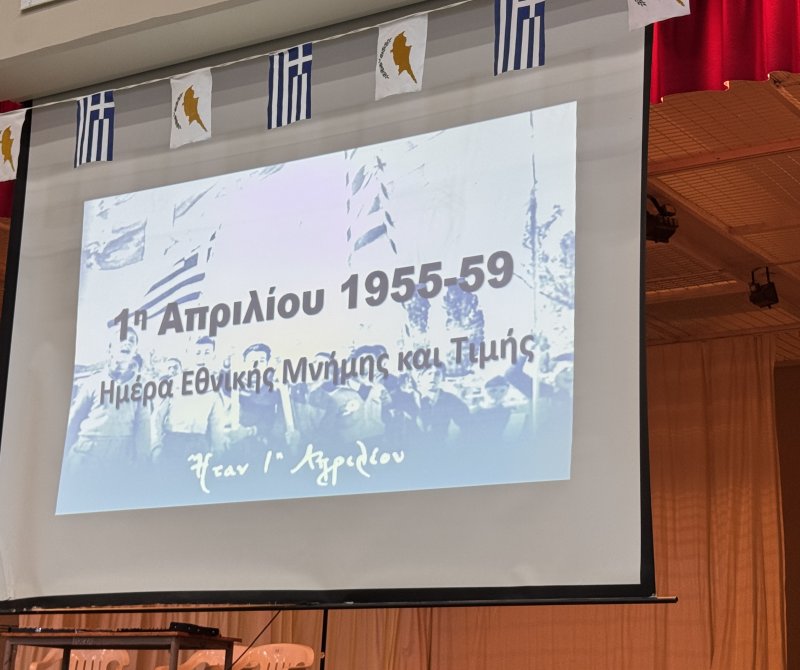 1η Απριλίου 1955-59
Ημέρα Εθνικής Μνήμης και Τιμής
Ήταν 1η Απριλίου